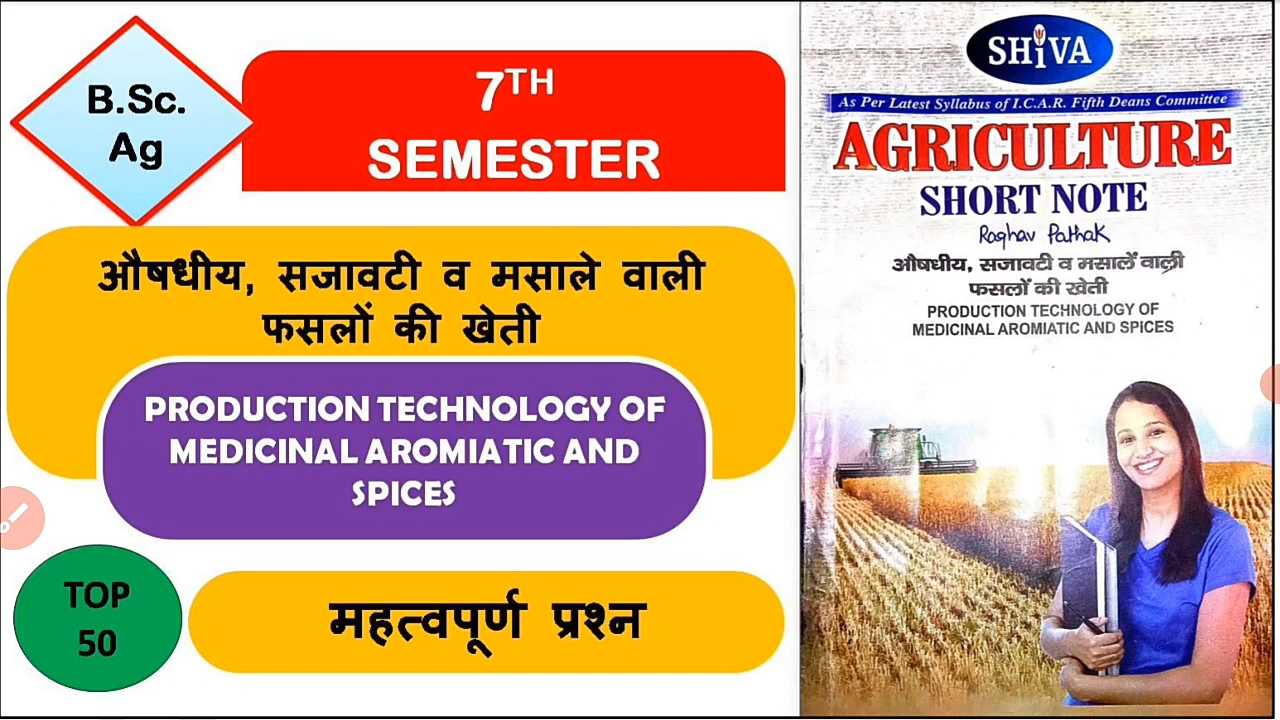 B.Sc.
Ag
7TH
SEMESTER
औषधीय, सजावटी व मसाले वाली
फसलों की खेती
PRODUCTION TECHNOLOGY OF
MEDICINAL AROMIATIC AND
SPICES
TOP
50
महत्वपूर्ण प्रश्न
SHiVA
As Per Latest Syllabus of I.C.A.R. Fifth Deans Committee
AGRICULTURE
SHORT NOTE
Raghav Pathak
औषधीय, सजावटी व मसालें वाली
फसलों की खेती
PRODUCTION TECHNOLOGY OF
MEDICINAL AROMIATIC AND SPICES